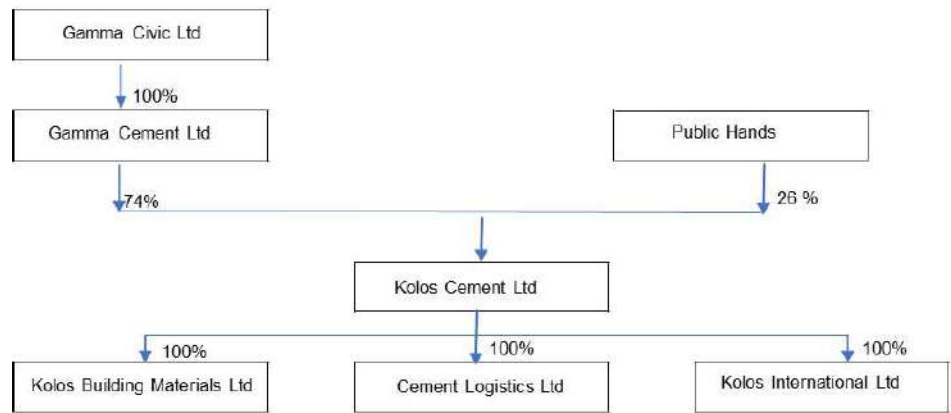 Gamma Civic Ltd
100%
Gamma Cement Ltd
Public Hands
74%
26 %
Kolos Cement Ltd
100%
100%
100%
Kolos Building Materials Ltd
Cement Logistics Ltd
Kolos International Ltd